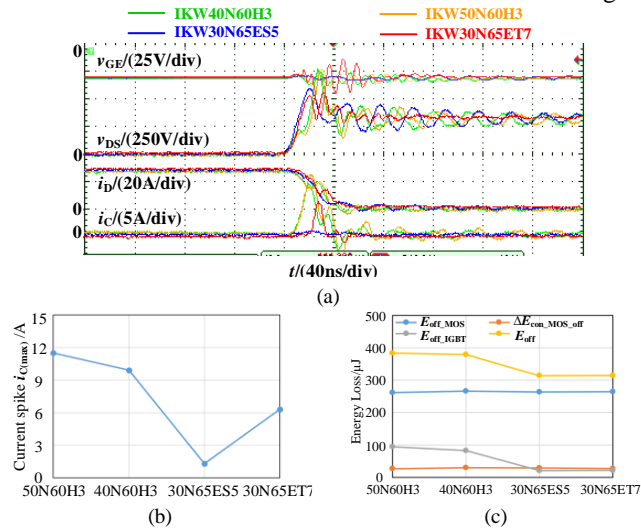 IKW40N60H3 IKW50N60H3
IKW30N65ES5 IKW30N65ET7
0
vGE/(25V/div)
vDS/(250V/div)
0
iD/(20A/div)
0
iC/(5A/div)
0
t/(40ns/div)
(a)
Current spike iC(max) /A
15
12
9
6
3
0
50N60H3 40N60H3 30N65ES5 30N65ET7
(b)
Energy Loss/μJ
500
400
300
200
100
0
Eoff_MOS ΔEcon_MOS_off
Eoff_IGBT Eoff
50N60H3 40N60H3 30N65ES5 30N65ET7
(c)